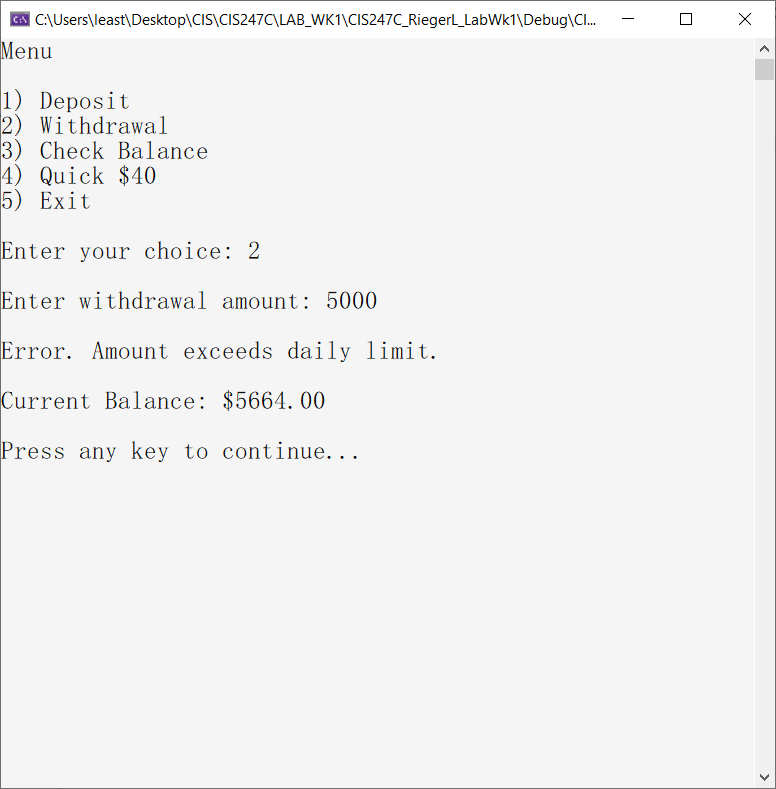 C:\Users\least\Desktop\CIS\CIS247C\LAB_WK1\CIS247C_RiegerL_LabWk1\Debug\CI...
Menu
1) Deposit
2) Withdrawal
3) Check Balance
4) Quick $40
5) Exit
Enter your choice: 2
Enter withdrawal amount: 5000
Error. Amount exceeds daily limit.
Current Balance: $5664.00
Press any key to continue...